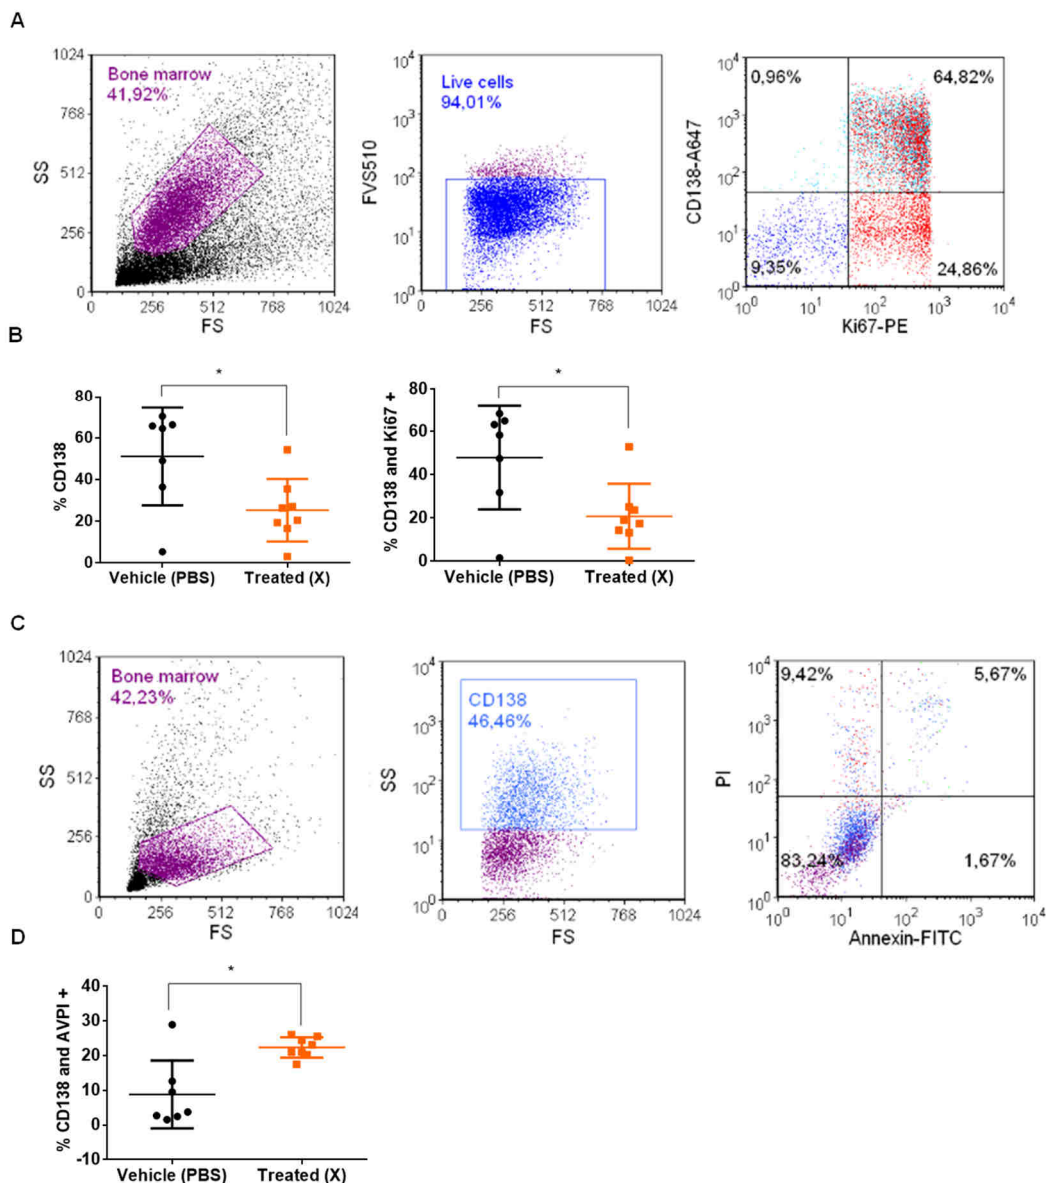 A
Bone marrow
41,92%
SS
1024
768
512
256
0
0 256 512 768 1024
FS
Live cells
94,01%
FVS510
10^4
10^3
10^2
10^1
10^0
256 512 768 1024
FS
0,96% 64,82%
9,35% 24,86%
CD138-A647
10^4
10^3
10^2
10^1
10^0
10^0 10^1 10^2 10^3 10^4
Ki67-PE
B
*
% CD138
80
60
40
20
0
Vehicle (PBS) Treated (X)
*
% CD138 and Ki67 +
80
60
40
20
0
Vehicle (PBS) Treated (X)
C
Bone marrow
42,23%
SS
1024
768
512
256
0
0 256 512 768 1024
FS
CD138
46,46%
SS
10^4
10^3
10^2
10^1
10^0
256 512 768 1024
FS
9,42% 5,67%
83,24% 1,67%
PI
10^4
10^3
10^2
10^1
10^0
10^0 10^1 10^2 10^3 10^4
Annexin-FITC
D
*
% CD138 and AVPI +
40
30
20
10
0
-10
Vehicle (PBS) Treated (X)